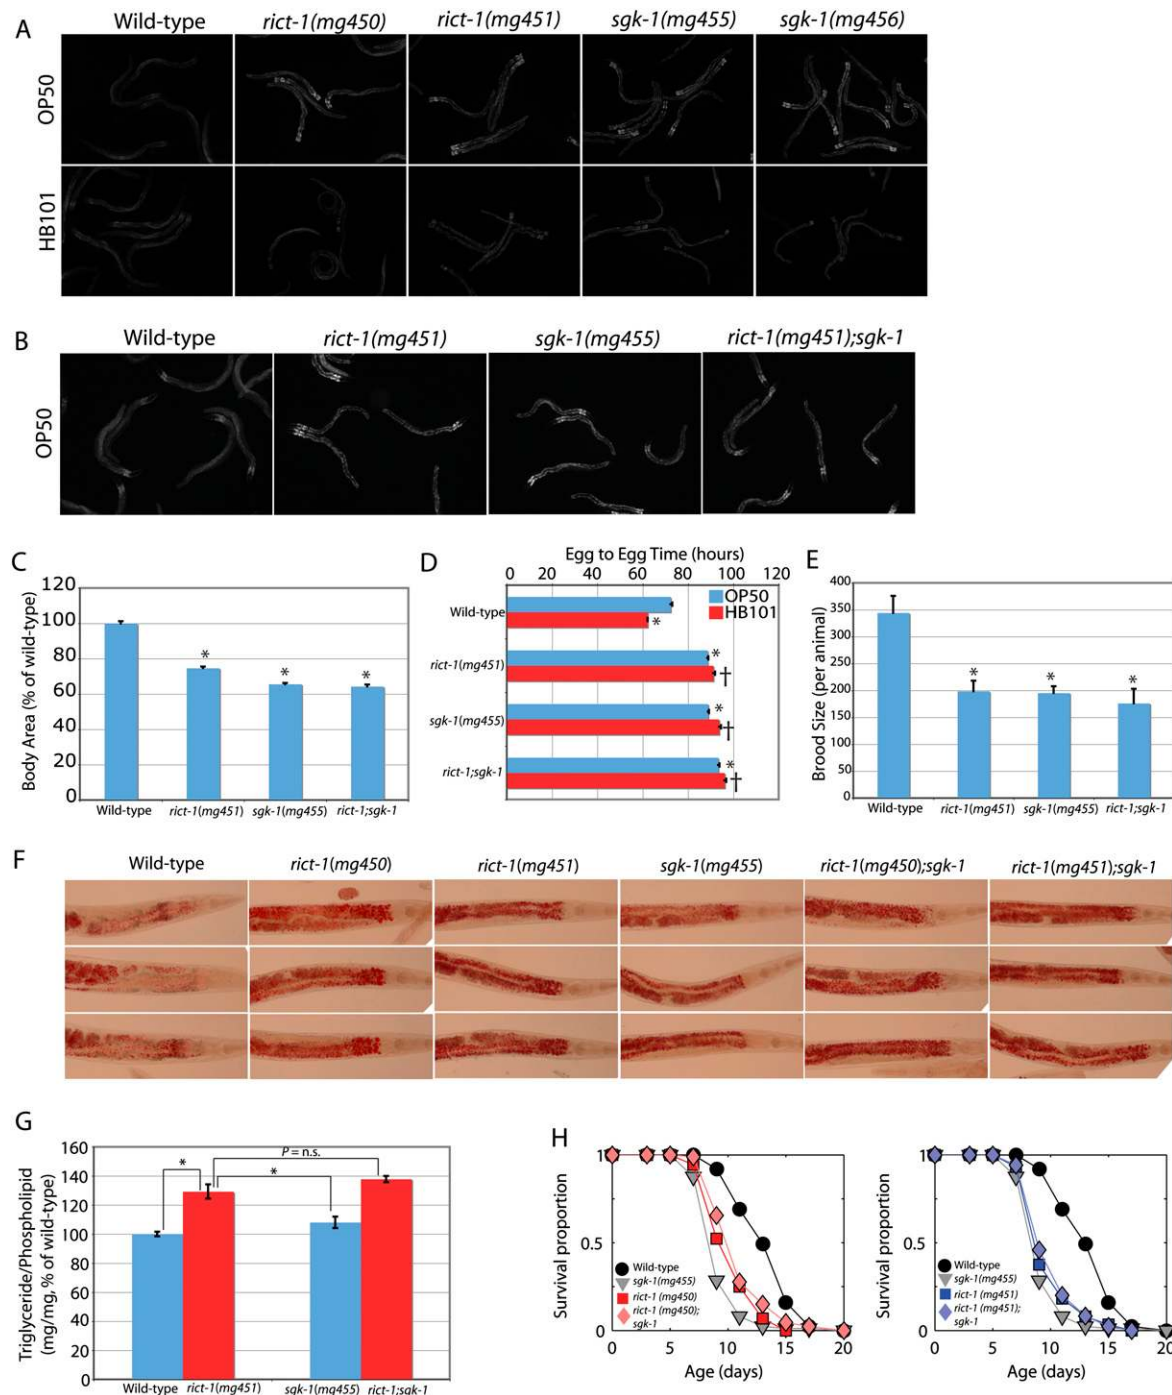 A
Wild-type rict-1(mg450) rict-1(mg451) sgk-1(mg455) sgk-1(mg456)
OP50
HB101
B
Wild-type rict-1(mg451) sgk-1(mg455) rict-1(mg451);sgk-1
OP50
C
Body Area (% of wild-type)
120
100
80
60
40
20
0
* * *
Wild-type rict-1(mg451) sgk-1(mg455) rict-1;sgk-1
D
Egg to Egg Time (hours)
0 20 40 60 80 100 120
OP50
HB101
Wild-type
*
rict-1(mg451)
*
†
sgk-1(mg455)
*
†
rict-1;sgk-1
*
†
E
Brood Size (per animal)
400
350
300
250
200
150
100
50
0
* * *
Wild-type rict-1(mg451) sgk-1(mg455) rict-1;sgk-1
F
Wild-type rict-1(mg450) rict-1(mg451) sgk-1(mg455) rict-1(mg450);sgk-1 rict-1(mg451);sgk-1
G
Triglyceride/Phospholipid
(mg/mg, % of wild-type)
160
140
120
100
80
60
40
20
0
P = n.s.
* *
Wild-type rict-1(mg451) sgk-1(mg455) rict-1;sgk-1
H
Survival proportion
1
0.5
0
Wild-type
sgk-1(mg455)
rict-1 (mg450)
rict-1 (mg450);
sgk-1
0 5 10 15 20
Age (days)
Survival proportion
1
0.5
0
Wild-type
sgk-1(mg455)
rict-1 (mg451)
rict-1 (mg451);
sgk-1
0 5 10 15 20
Age (days)